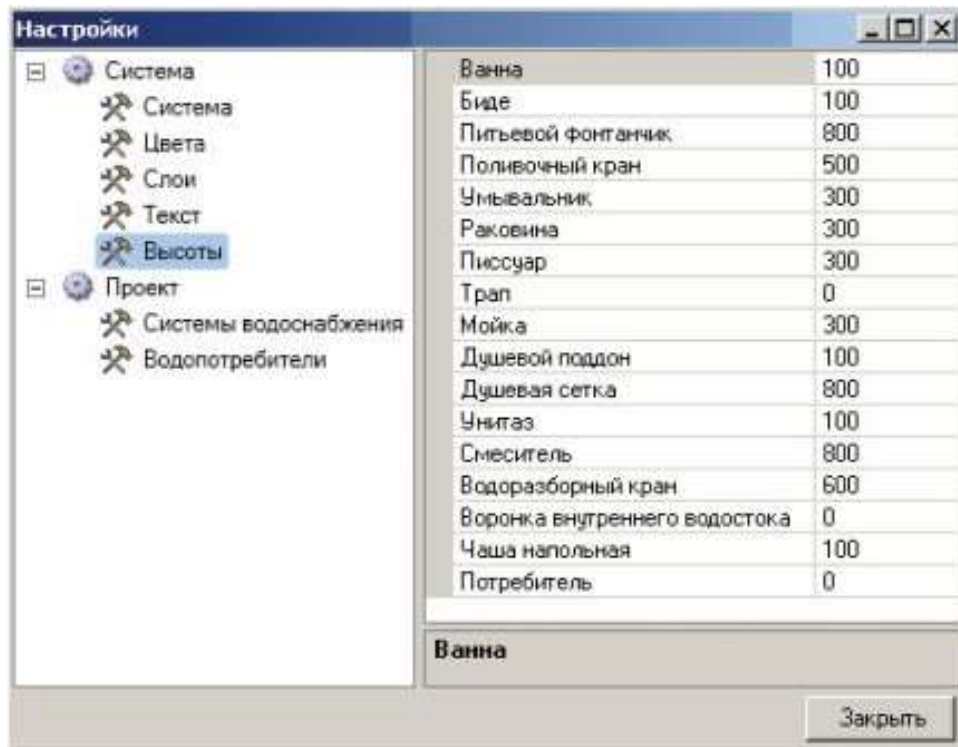 Настройки
Система
Система
Цвета
Слои
Текст
Высоты
Проект
Системы водоснабжения
Водопотребители
Ванна 100
Биде 100
Питьевой фонтанчик 800
Поливочный кран 500
Умывальник 300
Раковина 300
Писсуар 300
Трап 0
Мойка 300
Душевой поддон 100
Душевая сетка 800
Унитаз 100
Смеситель 800
Водоразборный кран 600
Воронка внутреннего водостока 0
Чаша напольная 100
Потребитель 0
Ванна
Закрыть